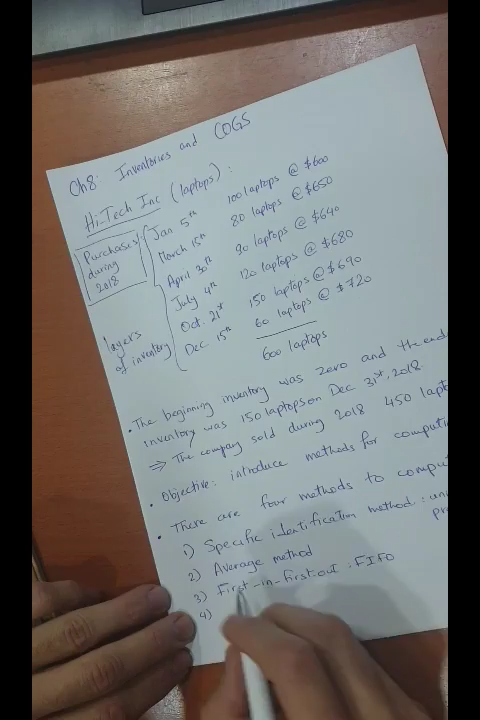 Ch8: Inventories and COGS
Hi-Tech Inc (laptops):
Purchases during 2018
layers of inventory
Jan 5th 100 laptops @ $600
March 15th 80 laptops @ $650
April 30th 90 laptops @ $640
July 4th 120 laptops @ $680
Oct. 21st 150 laptops @ $690
Dec. 15th 60 laptops @ $720
600 laptops
• The beginning inventory was zero and the end
inventory was 150 laptops on Dec 31st, 2018.
⇒ The company sold during 2018 450 lapt
• Objective: introduce methods for computi
• There are four methods to compu
1) Specific identification method: un
2) Average method
3) First-in-first-out: FIFO
4)